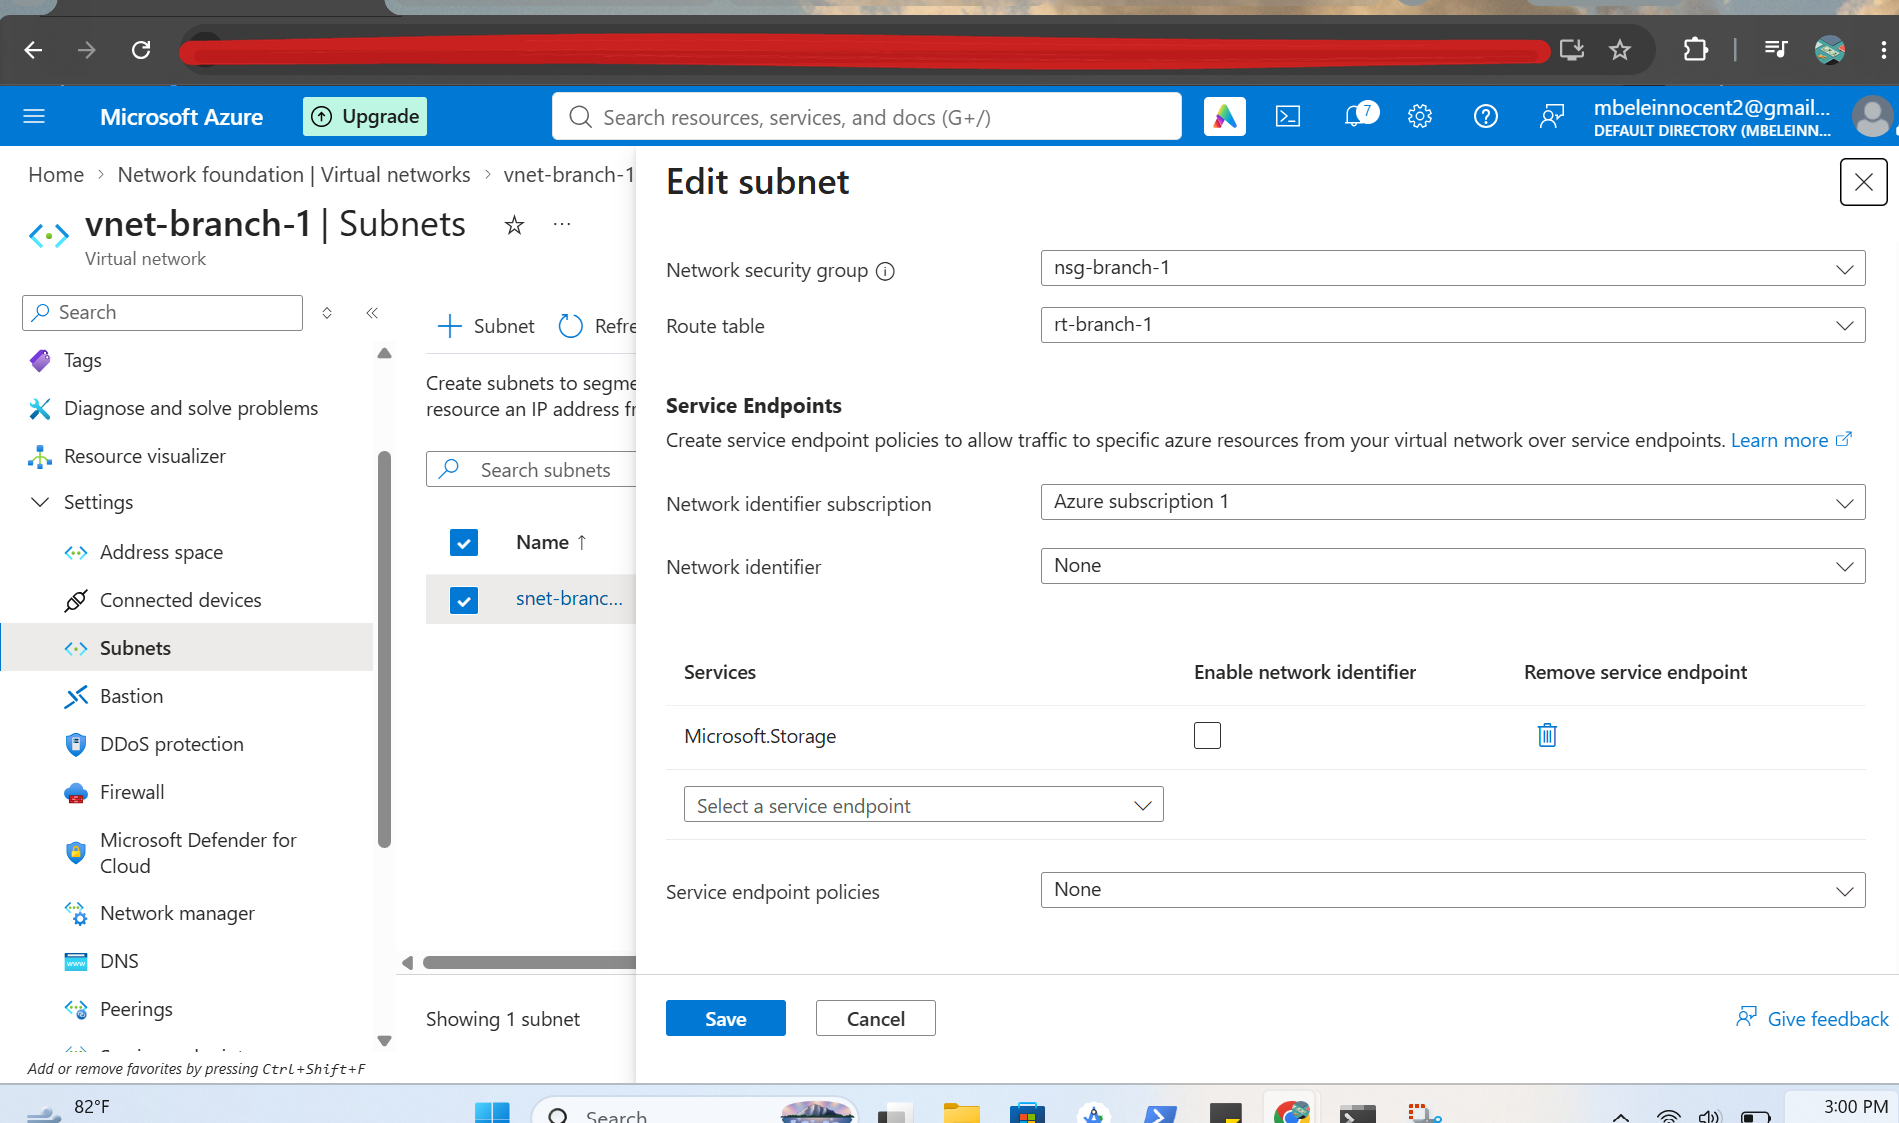 Microsoft Azure
Upgrade
Search resources, services, and docs (G+/)
7
mbeleinnocent2@gmail...
DEFAULT DIRECTORY (MBELEINN...
Home > Network foundation | Virtual networks > vnet-branch-1
vnet-branch-1 | Subnets
Virtual network
Search
Tags
Diagnose and solve problems
Resource visualizer
Settings
Address space
Connected devices
Subnets
Bastion
DDoS protection
Firewall
Microsoft Defender for
Cloud
Network manager
DNS
Peerings
Add or remove favorites by pressing Ctrl+Shift+F
Subnet
Refre
Create subnets to segme
resource an IP address fr
Search subnets
Name ↑
snet-branc...
Showing 1 subnet
Edit subnet
Network security group
nsg-branch-1
Route table
rt-branch-1
Service Endpoints
Create service endpoint policies to allow traffic to specific azure resources from your virtual network over service endpoints. Learn more
Network identifier subscription
Azure subscription 1
Network identifier
None
Services
Enable network identifier
Remove service endpoint
Microsoft.Storage
Select a service endpoint
Service endpoint policies
None
Save
Cancel
Give feedback
82°F
Search
3:00 PM